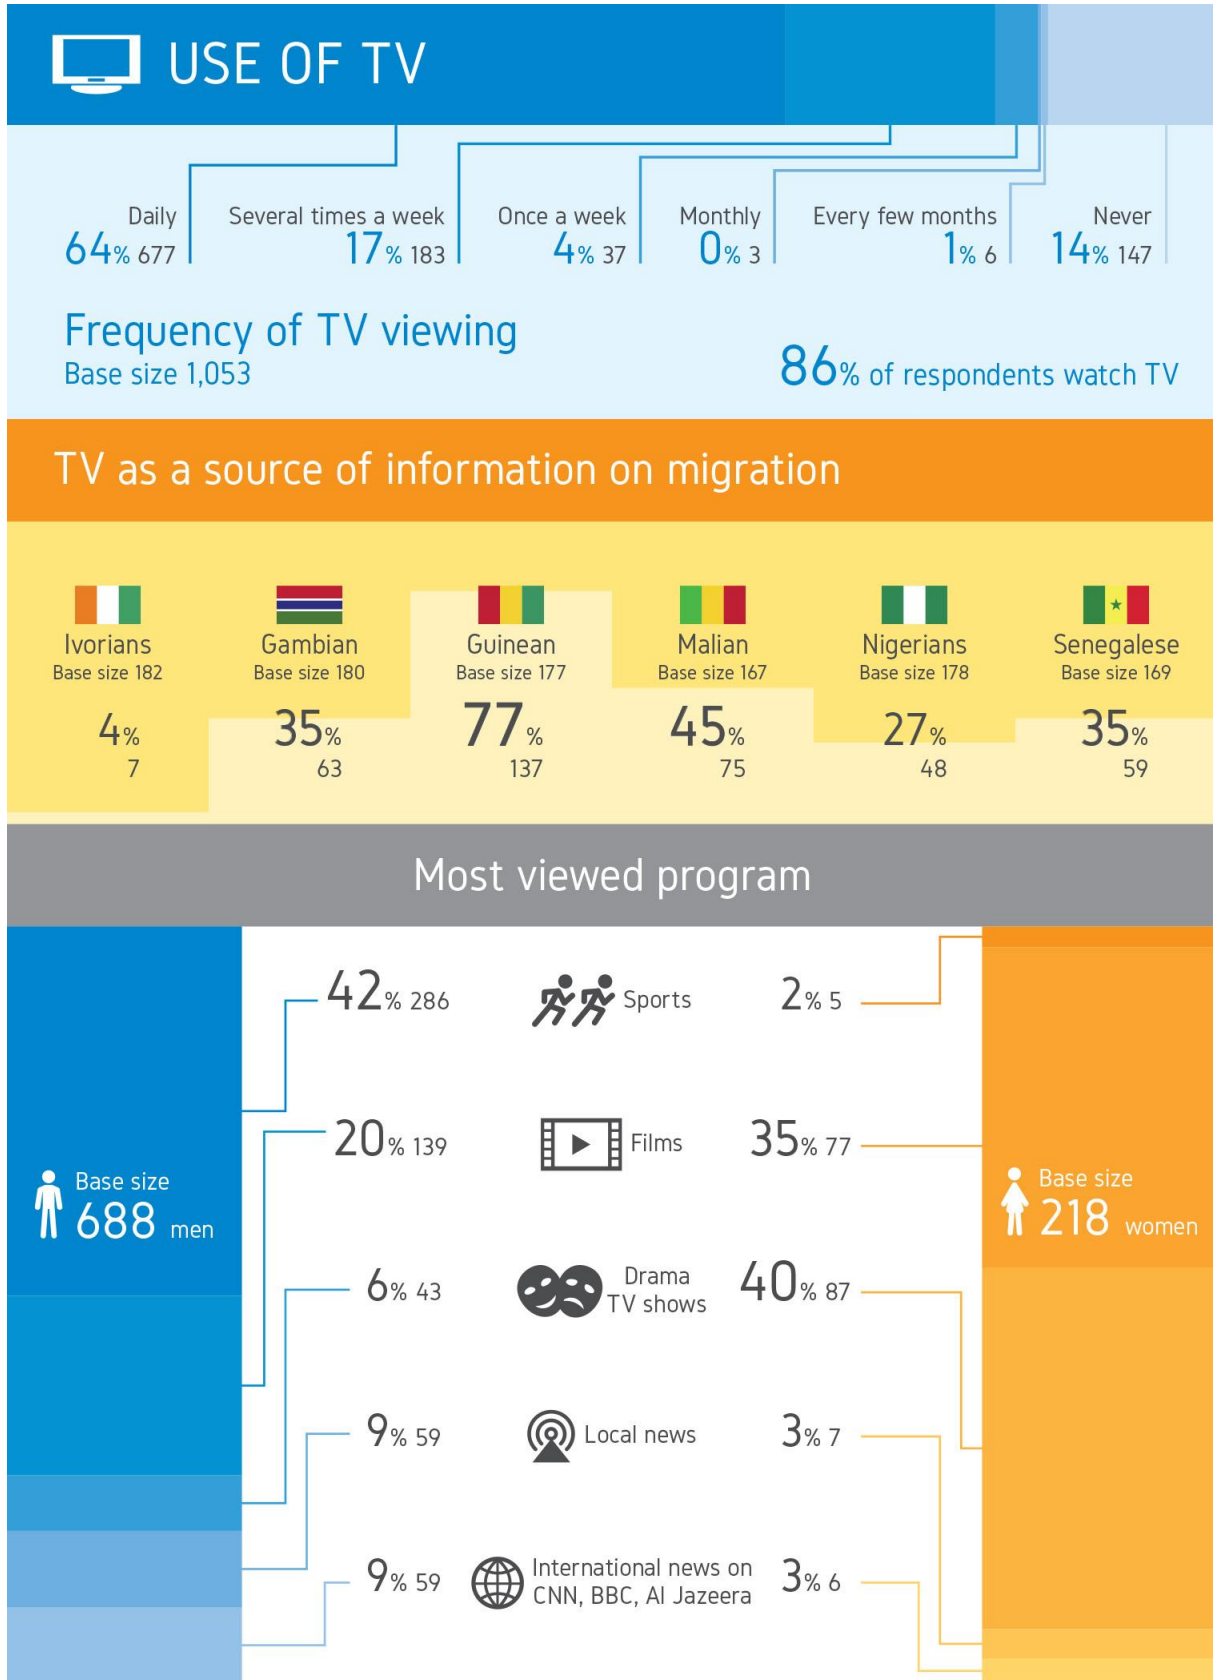 USE OF TV
Daily
64% 677
Several times a week
17% 183
Once a week
4% 37
Monthly
0% 3
Every few months
1% 6
Never
14% 147
Frequency of TV viewing
Base size 1,053
86% of respondents watch TV
TV as a source of information on migration
Ivorians
Base size 182
4%
7
Gambian
Base size 180
35%
63
Guinean
Base size 177
77%
137
Malian
Base size 167
45%
75
Nigerians
Base size 178
27%
48
Senegalese
Base size 169
35%
59
Most viewed program
42% 286
Sports
2% 5
20% 139
Films
35% 77
Base size
688 men
Base size
218 women
6% 43
Drama
TV shows
40% 87
9% 59
Local news
3% 7
9% 59
International news on
CNN, BBC, Al Jazeera
3% 6